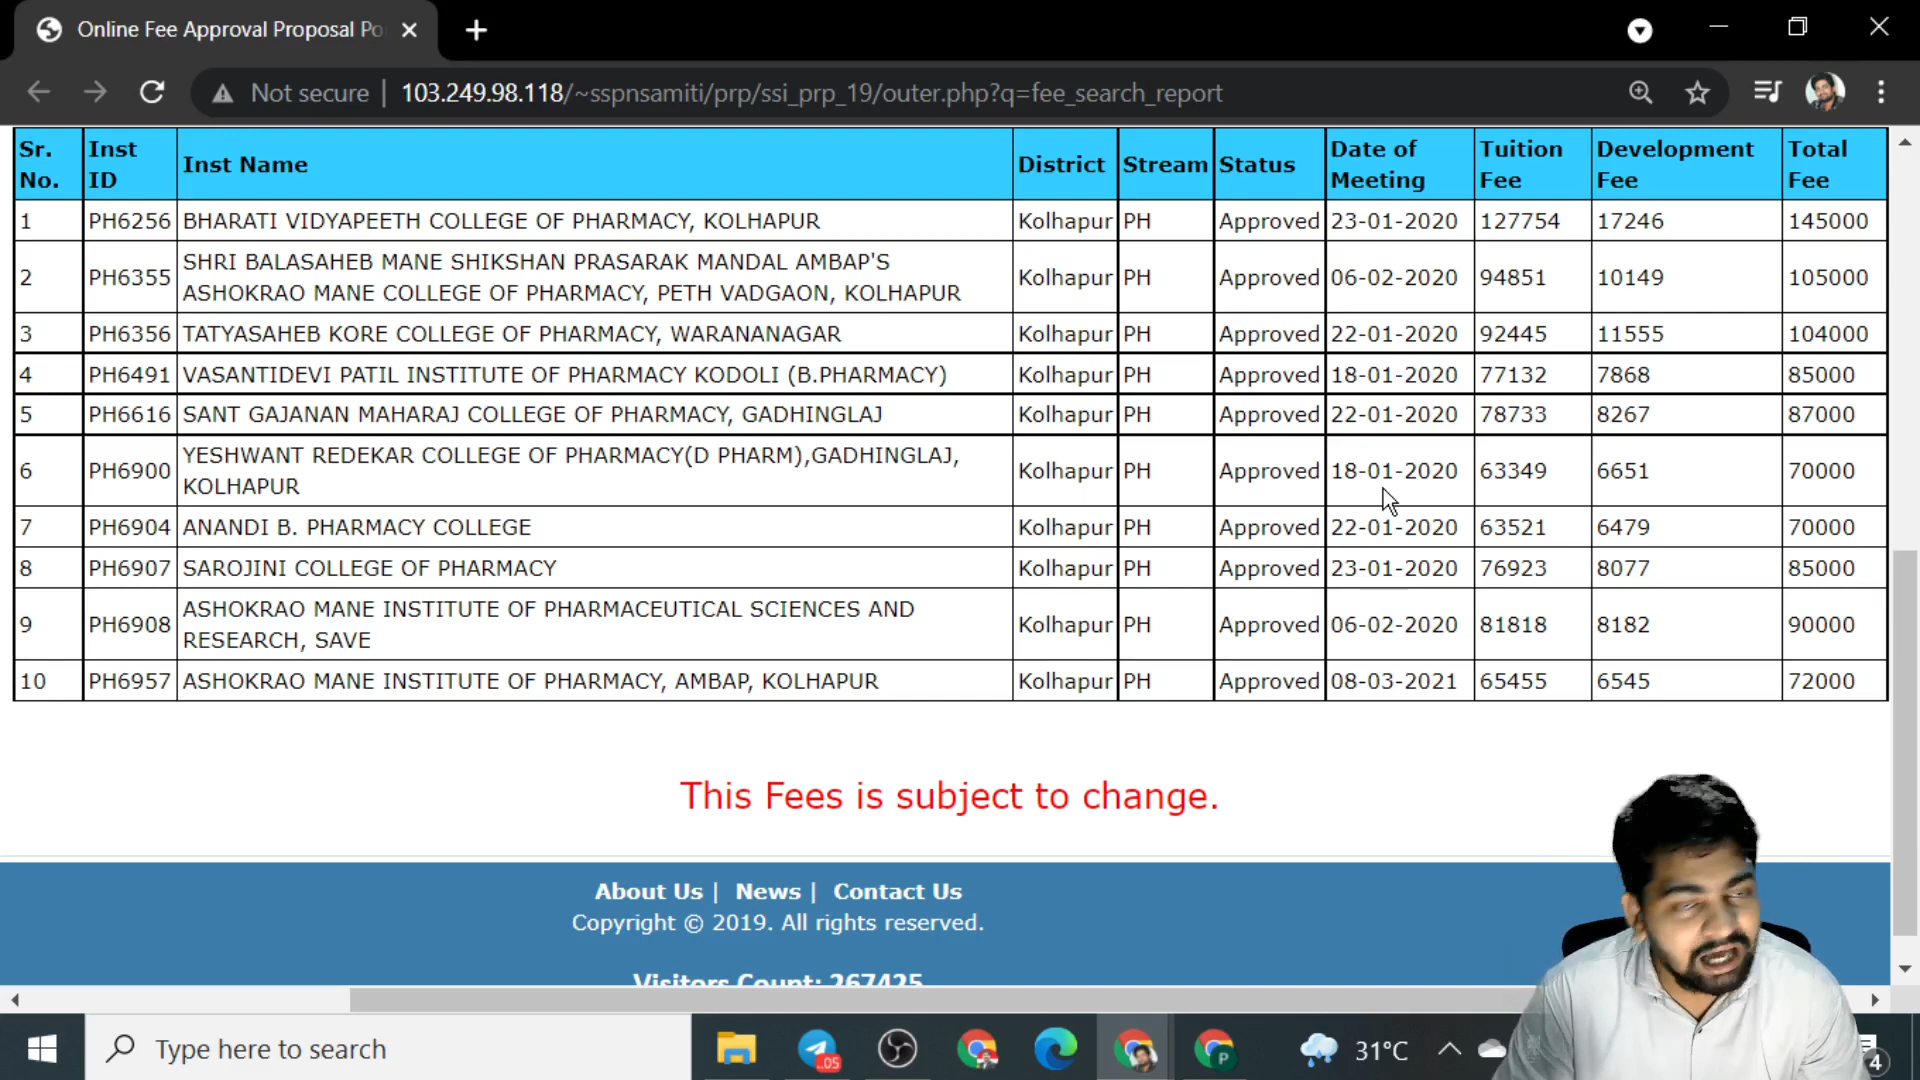 Online Fee Approval Proposal Po
Not secure | 103.249.98.118/~sspnsamiti/prp/ssi_prp_19/outer.php?q=fee_search_report
Sr. No. Inst ID Inst Name District Stream Status Date of Meeting Tuition Fee Development Fee Total Fee
1 PH6256 BHARATI VIDYAPEETH COLLEGE OF PHARMACY, KOLHAPUR Kolhapur PH Approved 23-01-2020 127754 17246 145000
2 PH6355 SHRI BALASAHEB MANE SHIKSHAN PRASARAK MANDAL AMBAP'S
ASHOKRAO MANE COLLEGE OF PHARMACY, PETH VADGAON, KOLHAPUR Kolhapur PH Approved 06-02-2020 94851 10149 105000
3 PH6356 TATYASAHEB KORE COLLEGE OF PHARMACY, WARANANAGAR Kolhapur PH Approved 22-01-2020 92445 11555 104000
4 PH6491 VASANTIDEVI PATIL INSTITUTE OF PHARMACY KODOLI (B.PHARMACY) Kolhapur PH Approved 18-01-2020 77132 7868 85000
5 PH6616 SANT GAJANAN MAHARAJ COLLEGE OF PHARMACY, GADHINGLAJ Kolhapur PH Approved 22-01-2020 78733 8267 87000
6 PH6900 YESHWANT REDEKAR COLLEGE OF PHARMACY(D PHARM),GADHINGLAJ,
KOLHAPUR Kolhapur PH Approved 18-01-2020 63349 6651 70000
7 PH6904 ANANDI B. PHARMACY COLLEGE Kolhapur PH Approved 22-01-2020 63521 6479 70000
8 PH6907 SAROJINI COLLEGE OF PHARMACY Kolhapur PH Approved 23-01-2020 76923 8077 85000
9 PH6908 ASHOKRAO MANE INSTITUTE OF PHARMACEUTICAL SCIENCES AND
RESEARCH, SAVE Kolhapur PH Approved 06-02-2020 81818 8182 90000
10 PH6957 ASHOKRAO MANE INSTITUTE OF PHARMACY, AMBAP, KOLHAPUR Kolhapur PH Approved 08-03-2021 65455 6545 72000
This Fees is subject to change.
About Us | News | Contact Us
Copyright © 2019. All rights reserved.
Visitors Count: 267425
Type here to search
..05
P
31°C
4